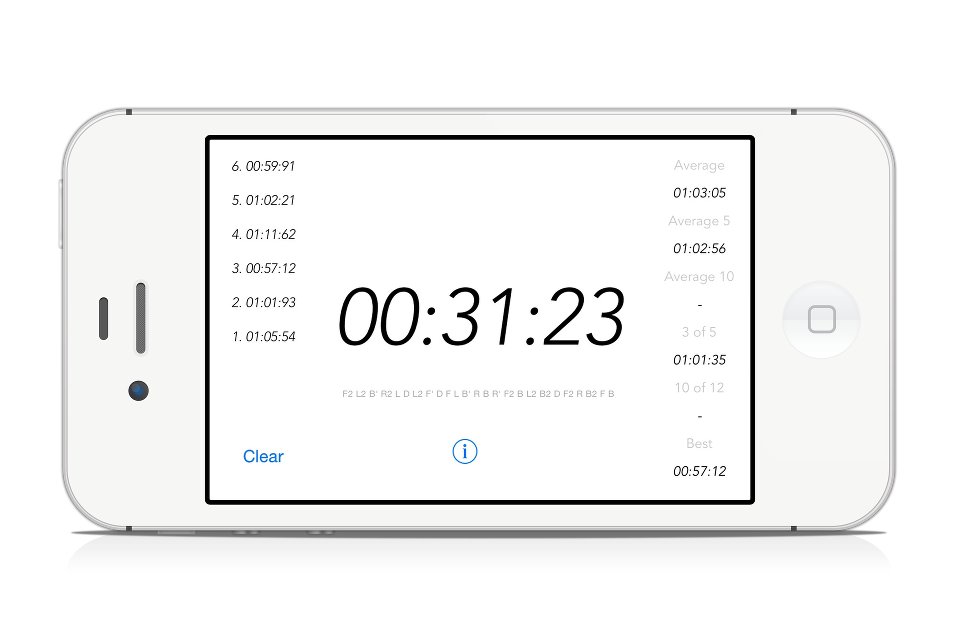 6. 00:59:91
5. 01:02:21
4. 01:11:62
3. 00:57:12
2. 01:01:93
1. 01:05:54
00:31:23
F2 L2 B' R2 L D L2 F' D F L B' R B R' F2 B L2 B2 D F2 R B2 F B
Clear
i
Average
01:03:05
Average 5
01:02:56
Average 10
-
3 of 5
01:01:35
10 of 12
-
Best
00:57:12